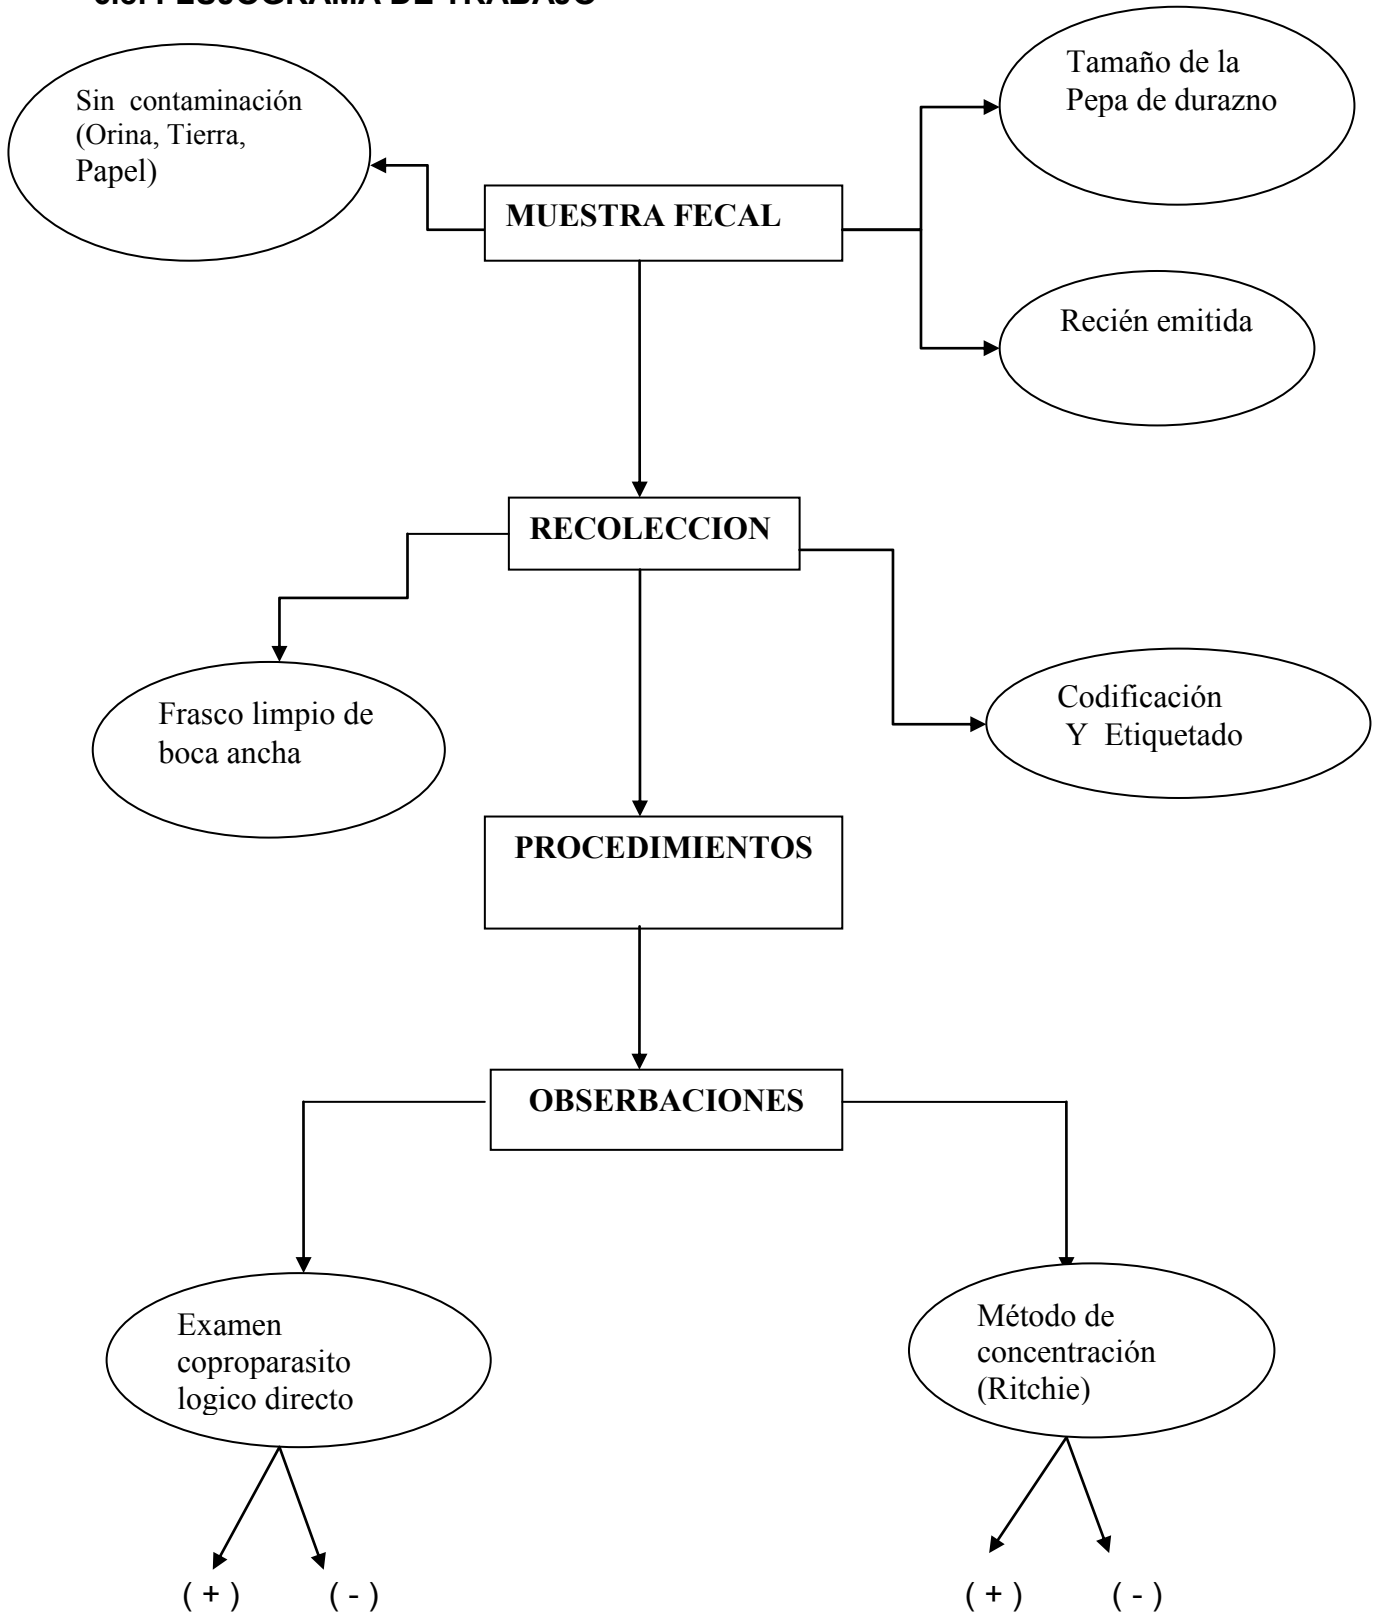 Sin contaminación
(Orina, Tierra,
Papel)
Tamaño de la
Pepa de durazno
MUESTRA FECAL
Recién emitida
RECOLECCION
Frasco limpio de
boca ancha
Codificación
Y Etiquetado
PROCEDIMIENTOS
OBSERBACIONES
Examen
coproparasito
logico directo
Método de
concentración
(Ritchie)
( + ) ( - )
( + ) ( - )